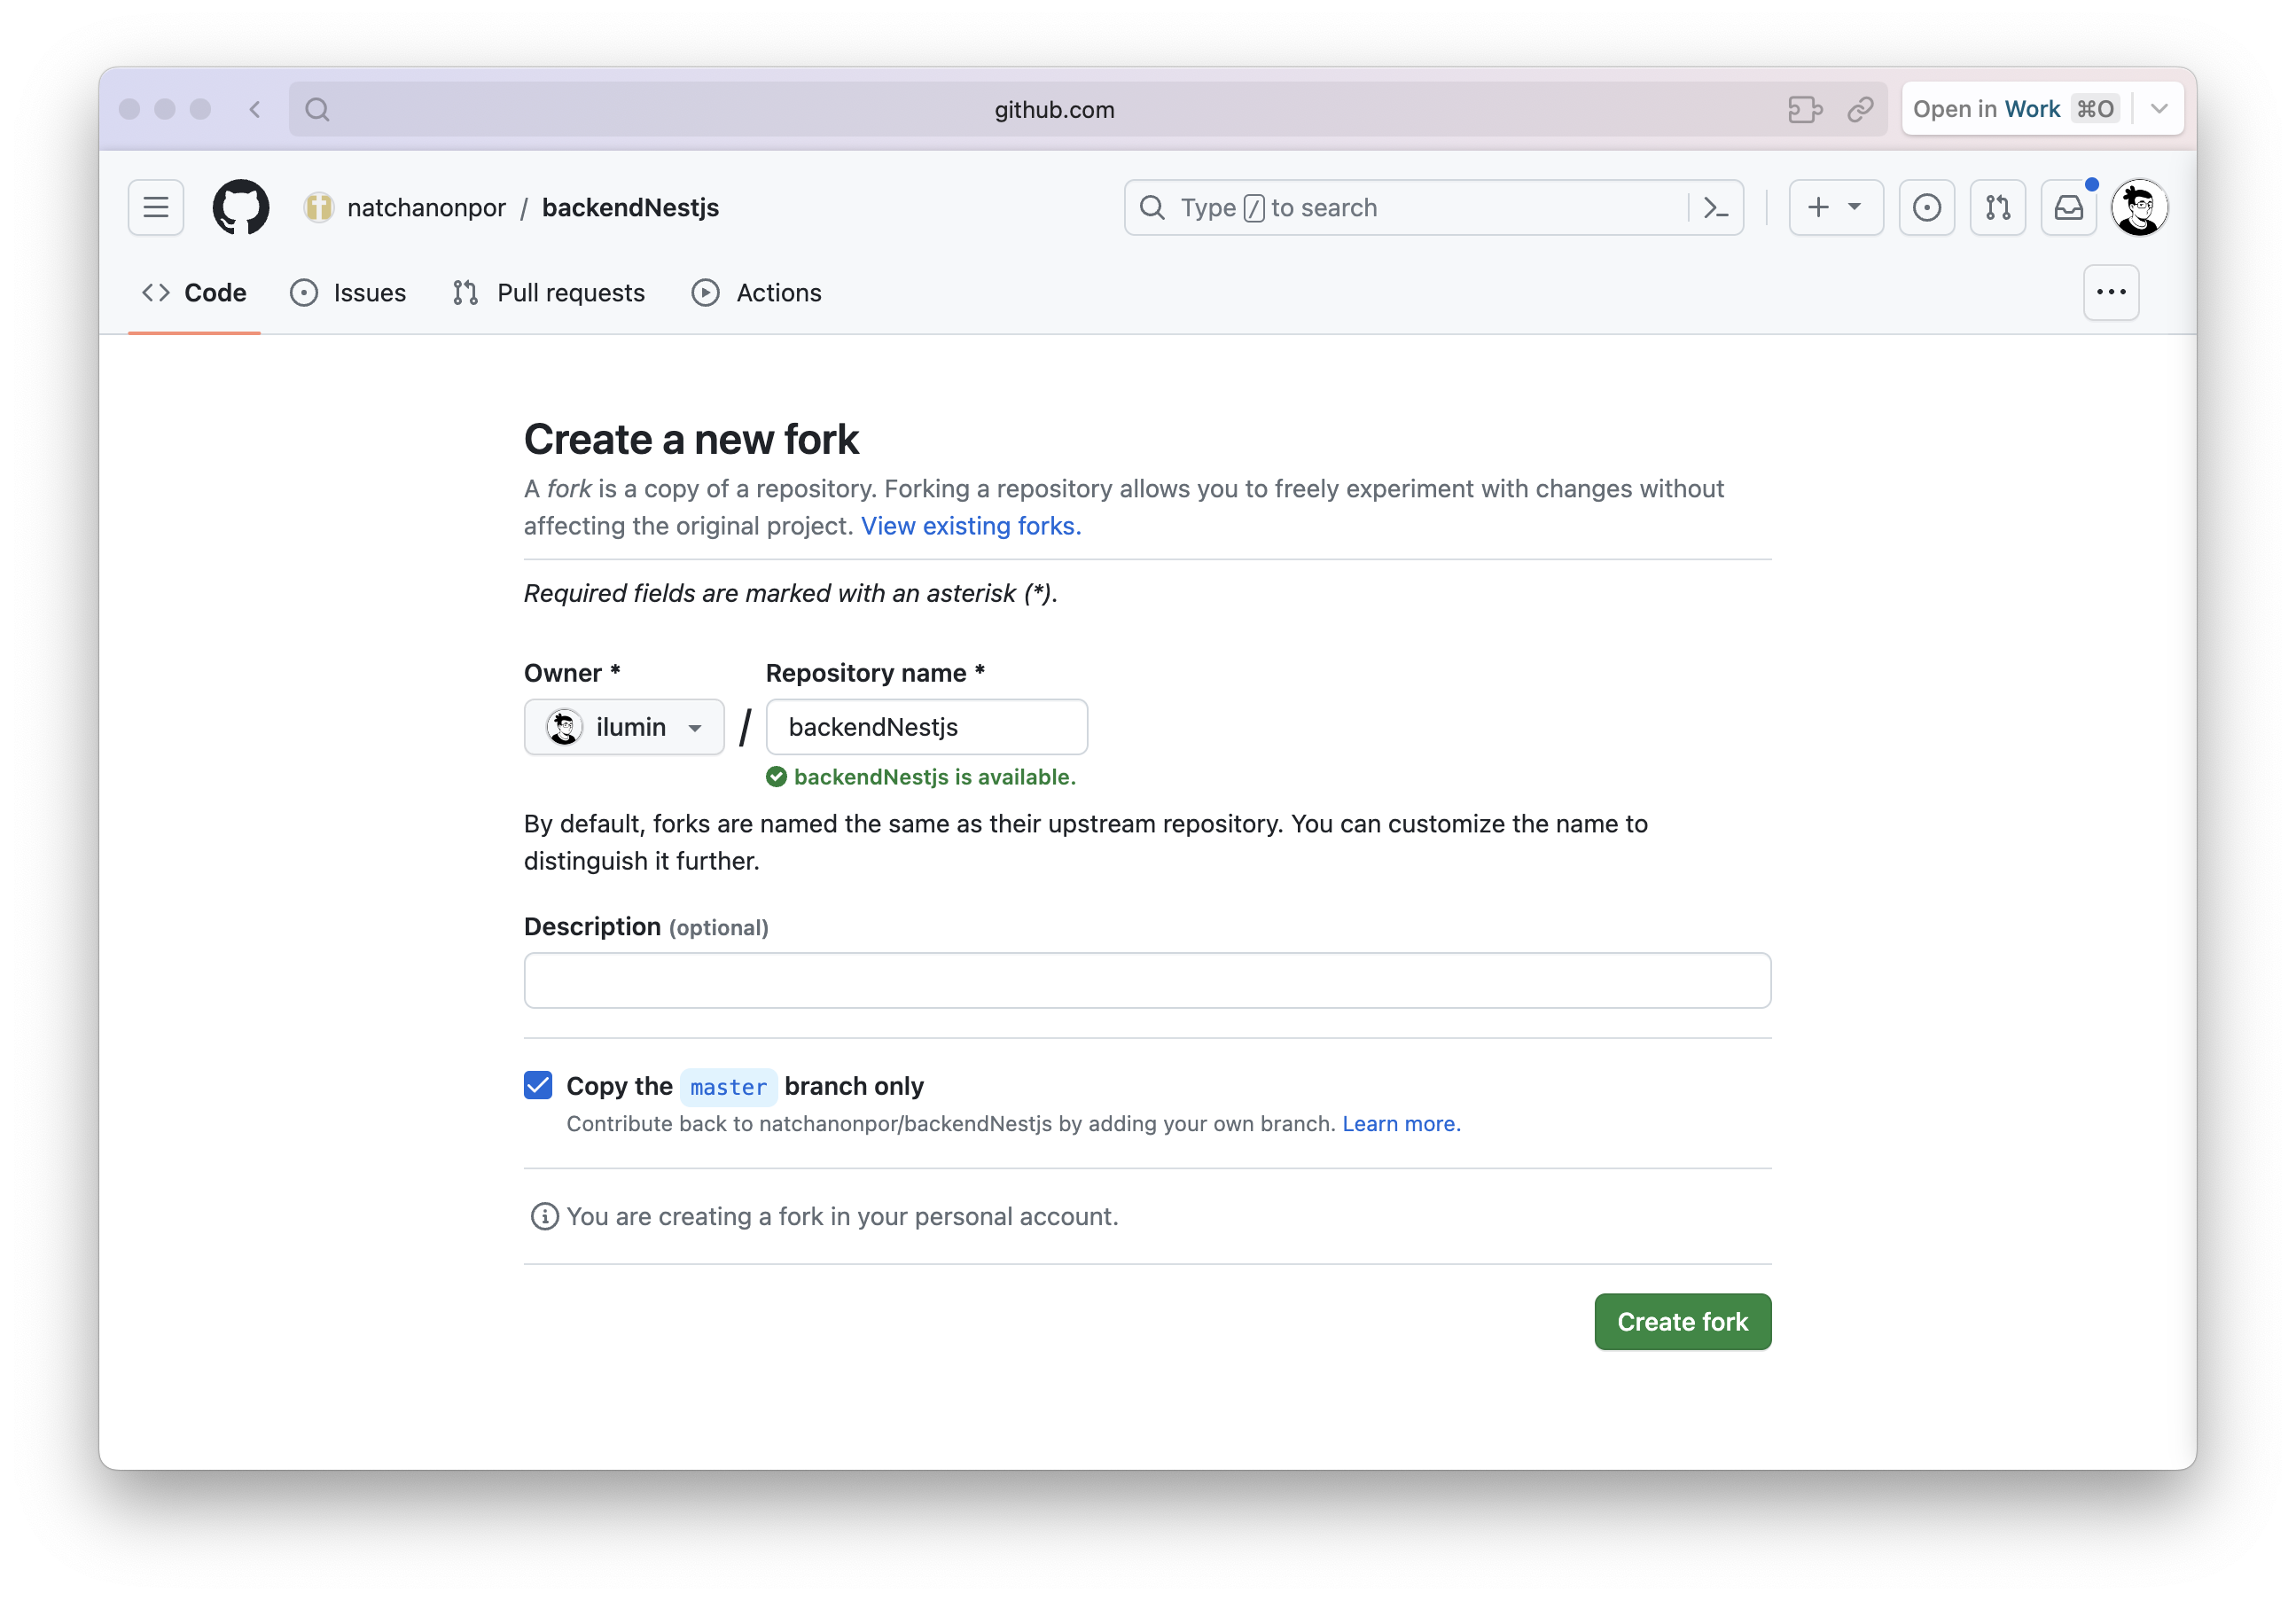 github.com
Open in Work ⌘O
natchanonpor / backendNestjs
Type / to search
Code
Issues
Pull requests
Actions
Create a new fork
A fork is a copy of a repository. Forking a repository allows you to freely experiment with changes without
affecting the original project. View existing forks.
Required fields are marked with an asterisk (*).
Owner *
Repository name *
ilumin
/
backendNestjs
backendNestjs is available.
By default, forks are named the same as their upstream repository. You can customize the name to
distinguish it further.
Description (optional)
Copy the master branch only
Contribute back to natchanonpor/backendNestjs by adding your own branch. Learn more.
You are creating a fork in your personal account.
Create fork